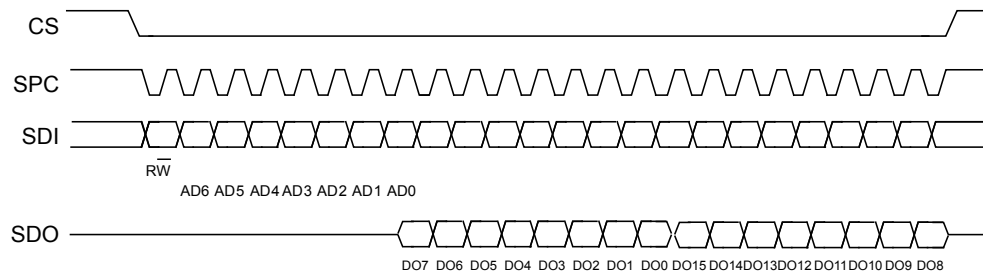 CS
SPC
SDI
RW
AD6 AD5 AD4 AD3 AD2 AD1 AD0
SDO
DO7 DO6 DO5 DO4 DO3 DO2 DO1 DO0 DO15 DO14 DO13 DO12 DO11 DO10 DO9 DO8